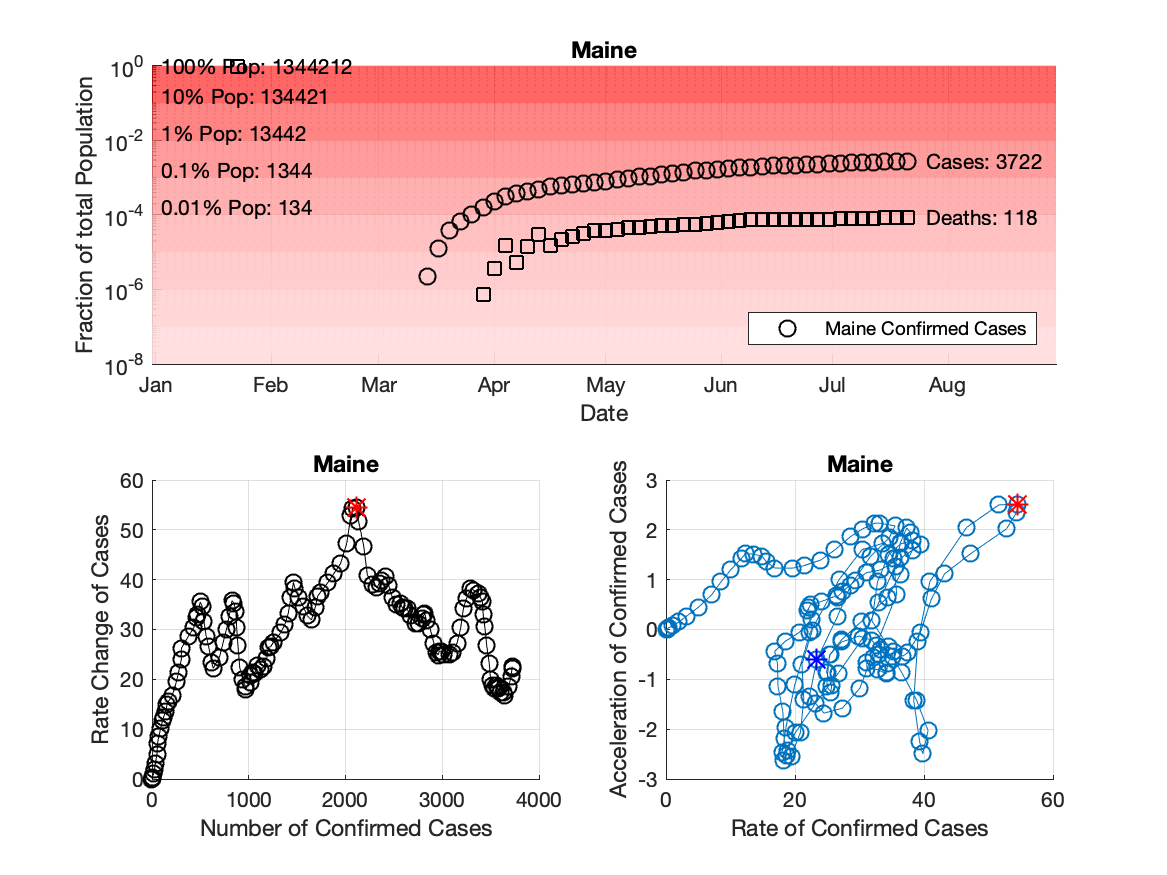 Maine
Fraction of total Population
10^0
10^-2
10^-4
10^-6
10^-8
100% Pop: 1344212
10% Pop: 134421
1% Pop: 13442
0.1% Pop: 1344
0.01% Pop: 134
Cases: 3722
Deaths: 118
Maine Confirmed Cases
Jan Feb Mar Apr May Jun Jul Aug
Date
Maine
Rate Change of Cases
60
50
40
30
20
10
0
0 1000 2000 3000 4000
Number of Confirmed Cases
Maine
Acceleration of Confirmed Cases
3
2
1
0
-1
-2
-3
0 20 40 60
Rate of Confirmed Cases